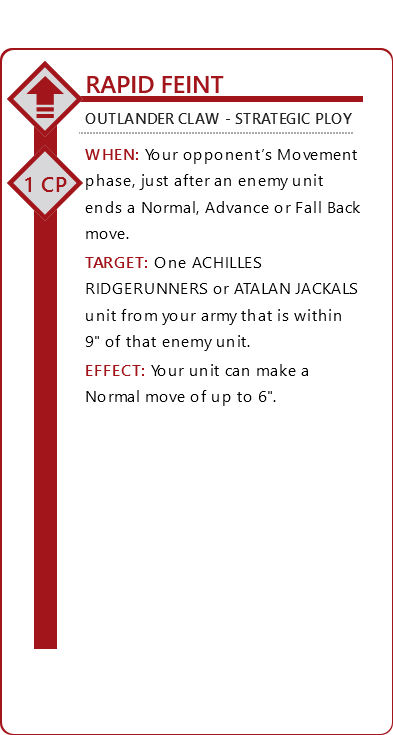 RAPID FEINT
OUTLANDER CLAW - STRATEGIC PLOY
1 CP
WHEN: Your opponent’s Movement
phase, just after an enemy unit
ends a Normal, Advance or Fall Back
move.
TARGET: One ACHILLES
RIDGERUNNERS or ATALAN JACKALS
unit from your army that is within
9" of that enemy unit.
EFFECT: Your unit can make a
Normal move of up to 6".